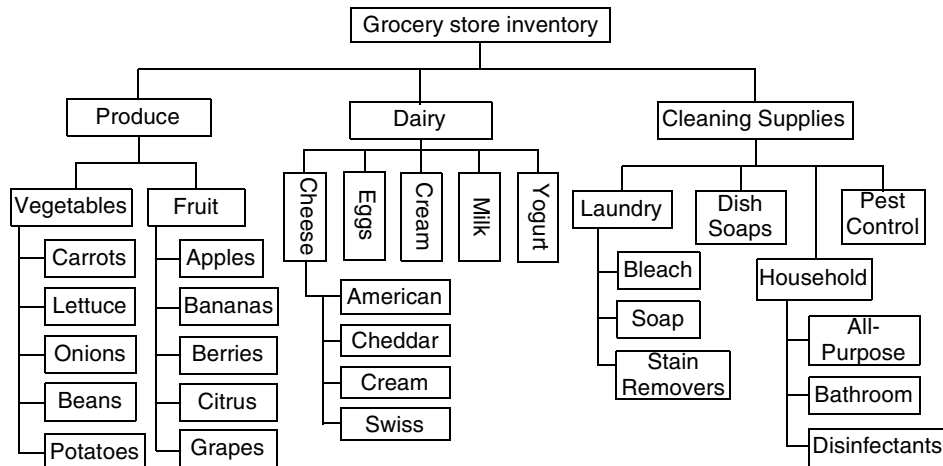 Grocery store inventory
Produce
Dairy
Cleaning Supplies
Vegetables
Fruit
Cheese
Eggs
Cream
Milk
Yogurt
Laundry
Dish
Soaps
Pest
Control
Household
Carrots
Lettuce
Onions
Beans
Potatoes
Apples
Bananas
Berries
Citrus
Grapes
American
Cheddar
Cream
Swiss
Bleach
Soap
Stain
Removers
All-
Purpose
Bathroom
Disinfectants